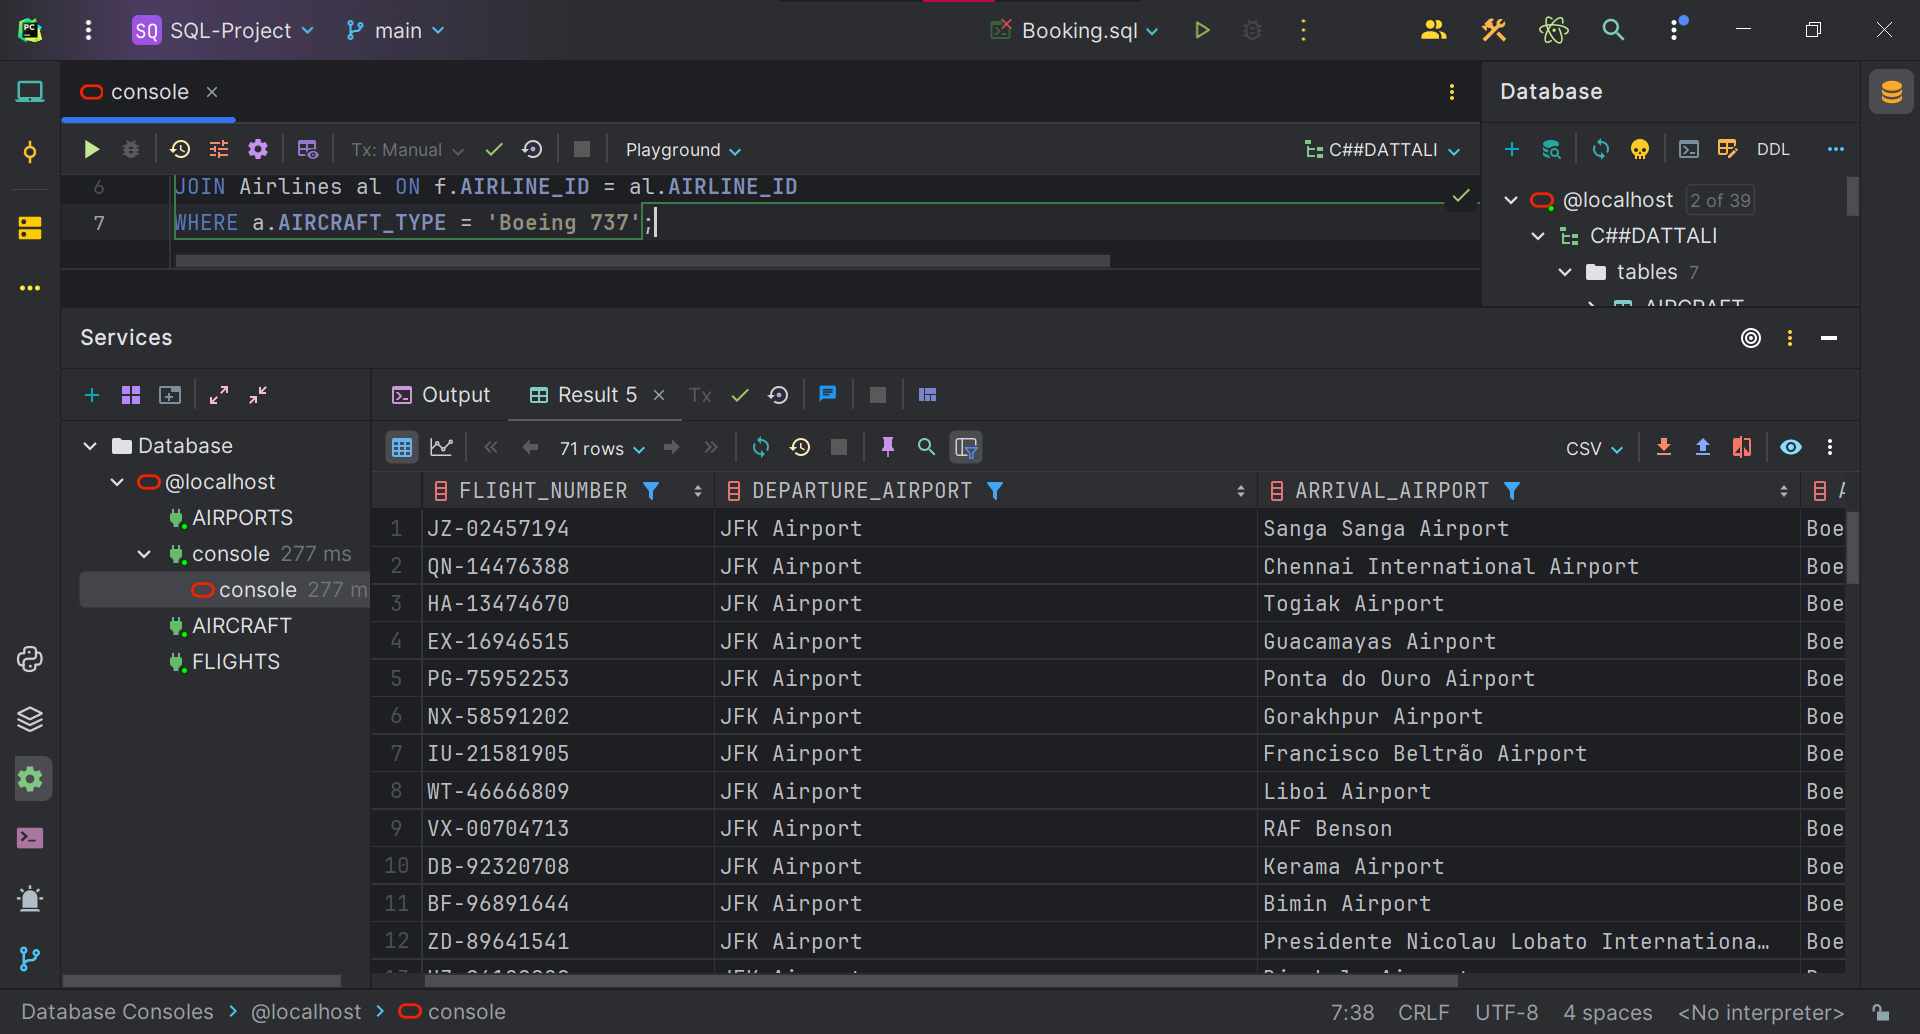 SQ SQL-Project main Booking.sql
console
Database
Tx: Manual Playground C##DATTALI DDL
6 JOIN Airlines al ON f.AIRLINE_ID = al.AIRLINE_ID
7 WHERE a.AIRCRAFT_TYPE = 'Boeing 737';
@localhost 2 of 39
C##DATTALI
tables 7
AIRCRAFT
Services
Output Result 5 Tx
71 rows CSV
Database
@localhost
AIRPORTS
console 277 ms
console 277 m
AIRCRAFT
FLIGHTS
FLIGHT_NUMBER DEPARTURE_AIRPORT ARRIVAL_AIRPORT
1 JZ-02457194 JFK Airport Sanga Sanga Airport Boe
2 QN-14476388 JFK Airport Chennai International Airport Boe
3 HA-13474670 JFK Airport Togiak Airport Boe
4 EX-16946515 JFK Airport Guacamayas Airport Boe
5 PG-75952253 JFK Airport Ponta do Ouro Airport Boe
6 NX-58591202 JFK Airport Gorakhpur Airport Boe
7 IU-21581905 JFK Airport Francisco Beltrão Airport Boe
8 WT-46666809 JFK Airport Liboi Airport Boe
9 VX-00704713 JFK Airport RAF Benson Boe
10 DB-92320708 JFK Airport Kerama Airport Boe
11 BF-96891644 JFK Airport Bimin Airport Boe
12 ZD-89641541 JFK Airport Presidente Nicolau Lobato Internationa… Boe
JFK Airport
Database Consoles @localhost console
7:38 CRLF UTF-8 4 spaces <No interpreter>